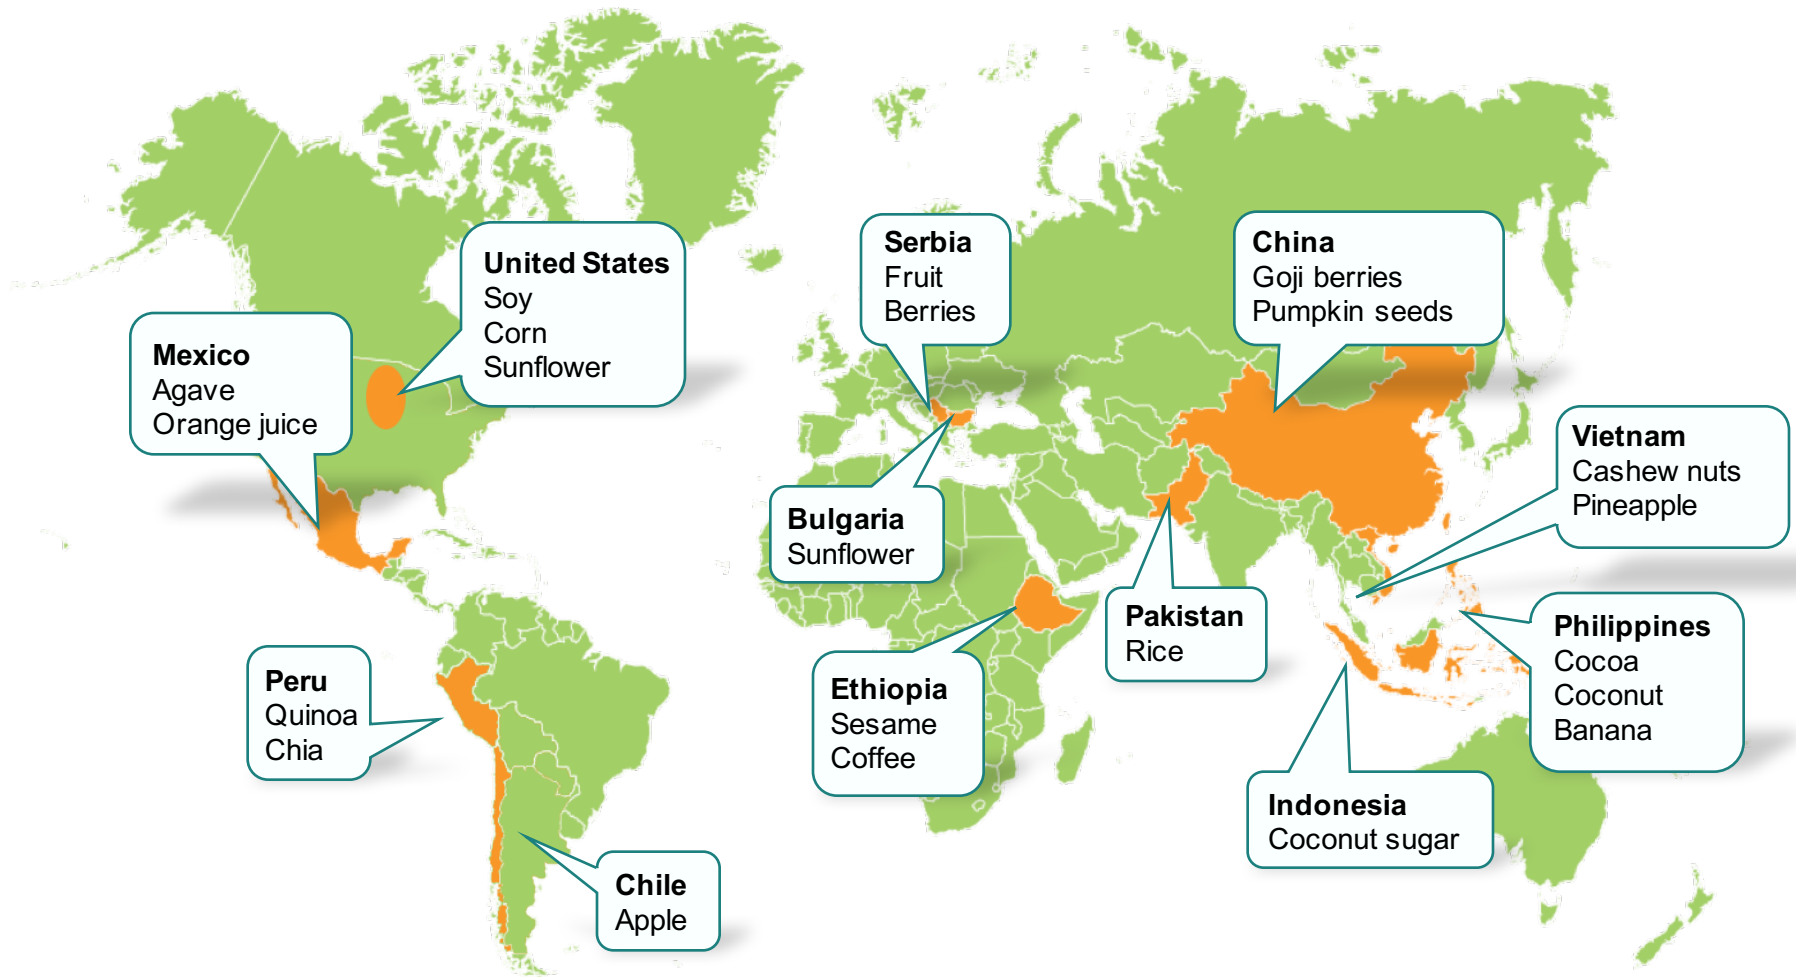 United States
Soy
Corn
Sunflower
Mexico
Agave
Orange juice
Serbia
Fruit
Berries
China
Goji berries
Pumpkin seeds
Vietnam
Cashew nuts
Pineapple
Bulgaria
Sunflower
Pakistan
Rice
Philippines
Cocoa
Coconut
Banana
Peru
Quinoa
Chia
Ethiopia
Sesame
Coffee
Indonesia
Coconut sugar
Chile
Apple